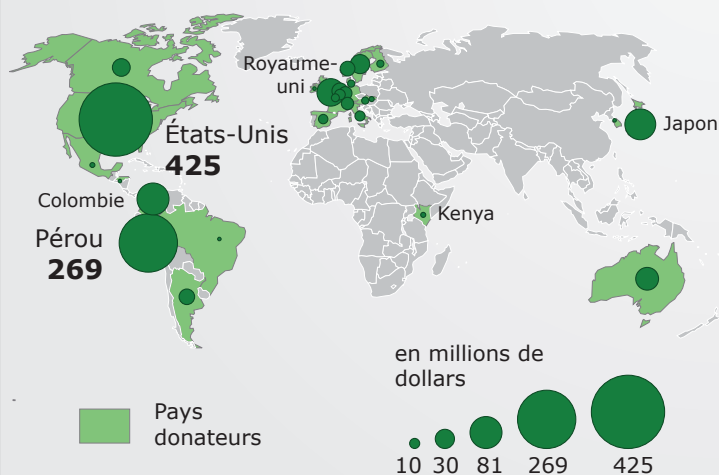 Royaume-
uni
États-Unis
425
Japon
Colombie
Kenya
Pérou
269
en millions de
dollars
Pays
donateurs
10 30 81 269 425